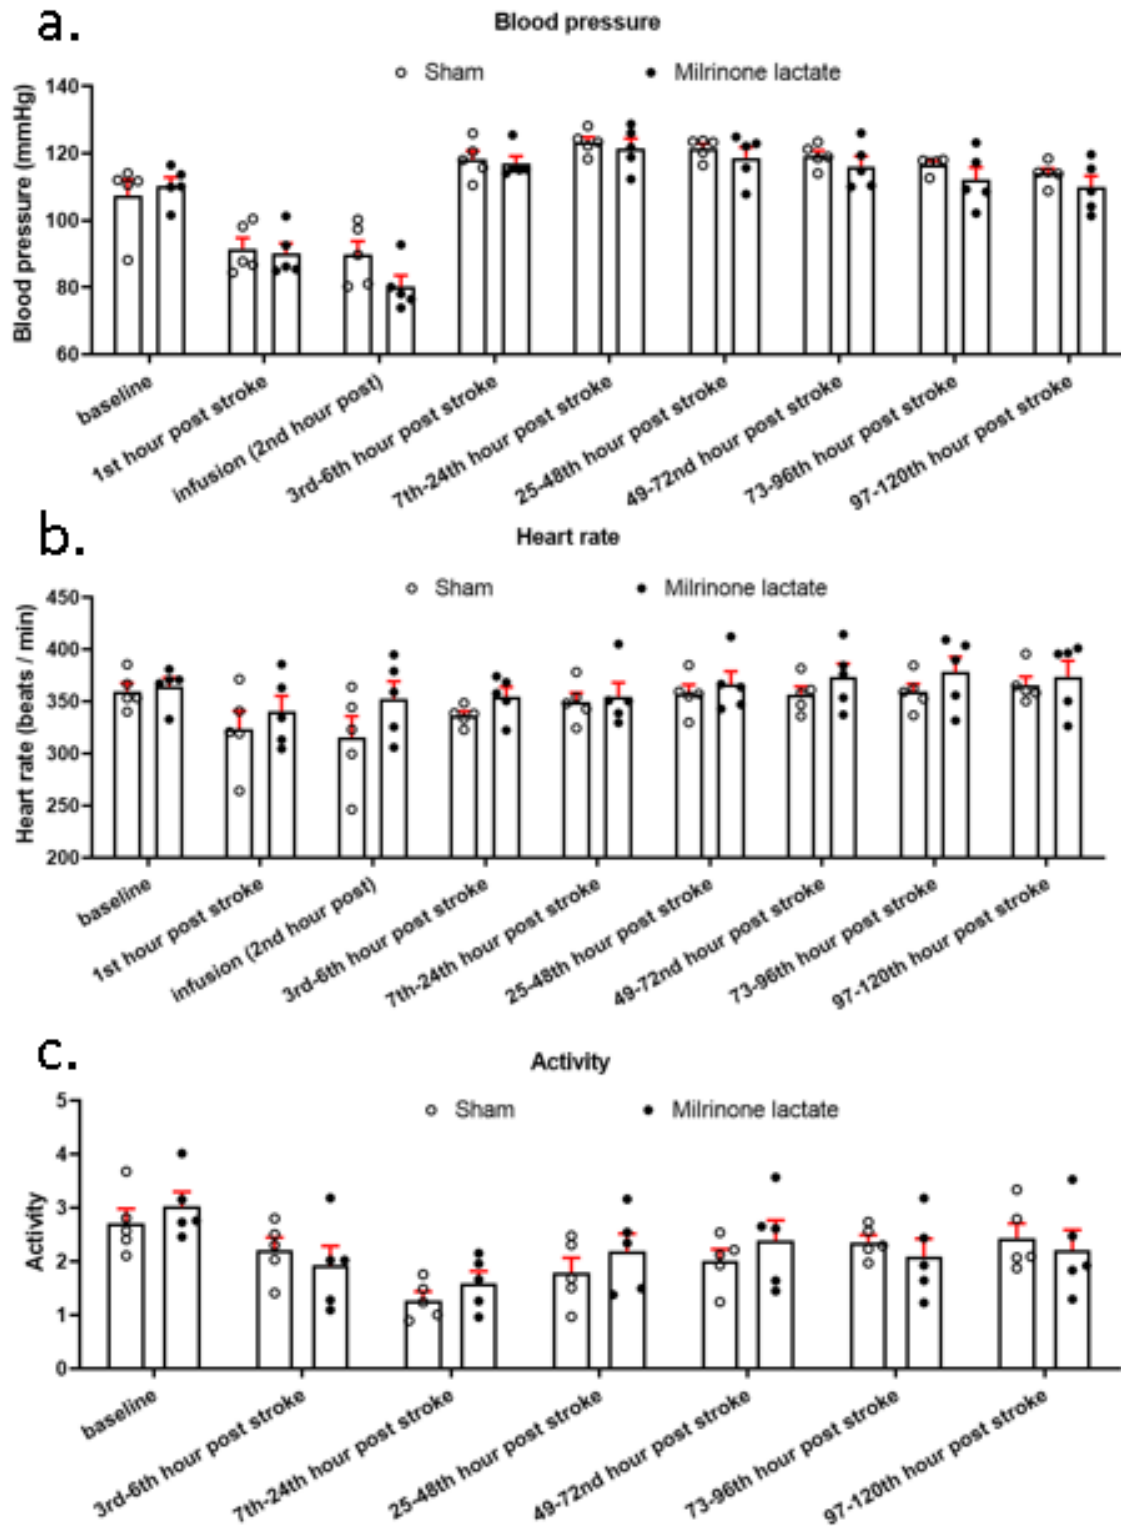 a.
Blood pressure
Sham
Milrinone lactate
Blood pressure (mmHg)
140
120
100
80
60
baseline
1st hour post stroke
infusion (2nd hour post)
3rd-6th hour post stroke
7th-24th hour post stroke
25-48th hour post stroke
49-72nd hour post stroke
73-96th hour post stroke
97-120th hour post stroke
b.
Heart rate
Sham
Milrinone lactate
Heart rate (beats / min)
450
400
350
300
250
200
baseline
1st hour post stroke
infusion (2nd hour post)
3rd-6th hour post stroke
7th-24th hour post stroke
25-48th hour post stroke
49-72nd hour post stroke
73-96th hour post stroke
97-120th hour post stroke
c.
Activity
Sham
Milrinone lactate
Activity
5
4
3
2
1
0
baseline
3rd-6th hour post stroke
7th-24th hour post stroke
25-48th hour post stroke
49-72nd hour post stroke
73-96th hour post stroke
97-120th hour post stroke